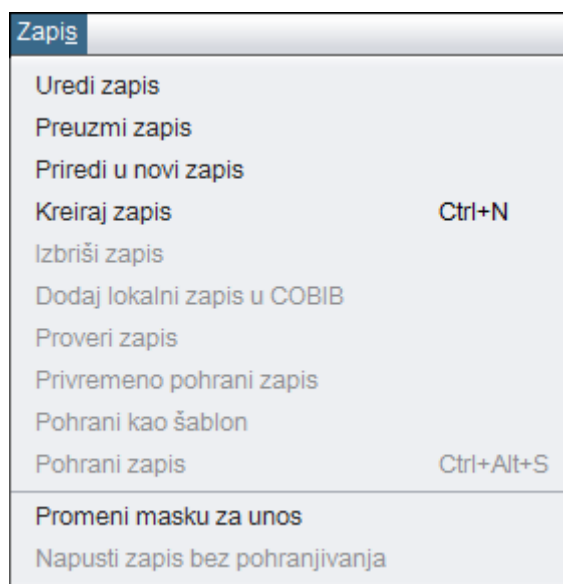 Zapis
Uredi zapis
Preuzmi zapis
Priredi u novi zapis
Kreiraj zapis Ctrl+N
Izbriši zapis
Dodaj lokalni zapis u COBIB
Proveri zapis
Privremeno pohrani zapis
Pohrani kao šablon
Pohrani zapis Ctrl+Alt+S
Promeni masku za unos
Napusti zapis bez pohranjivanja